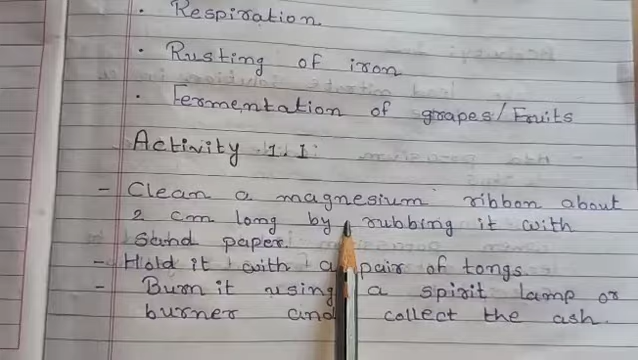 • Respiration
• Rusting of iron
• Fermentation of grapes/Fruits
Activity 1.1:
- Clean a magnesium ribbon about
2 cm long by rubbing it with
sand paper.
- Hold it with a pair of tongs.
- Burn it using a spirit lamp or
burner and collect the ash.